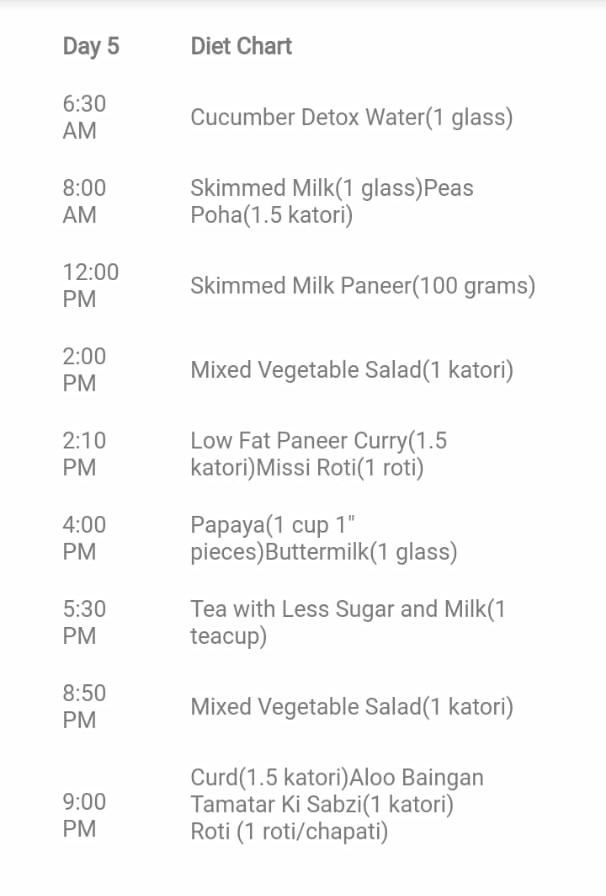 Day 5 Diet Chart
6:30
AM
Cucumber Detox Water(1 glass)
8:00
AM
Skimmed Milk(1 glass)Peas
Poha(1.5 katori)
12:00
PM
Skimmed Milk Paneer(100 grams)
2:00
PM
Mixed Vegetable Salad(1 katori)
2:10
PM
Low Fat Paneer Curry(1.5
katori)Missi Roti(1 roti)
4:00
PM
Papaya(1 cup 1"
pieces)Buttermilk(1 glass)
5:30
PM
Tea with Less Sugar and Milk(1
teacup)
8:50
PM
Mixed Vegetable Salad(1 katori)
9:00
PM
Curd(1.5 katori)Aloo Baingan
Tamatar Ki Sabzi(1 katori)
Roti (1 roti/chapati)